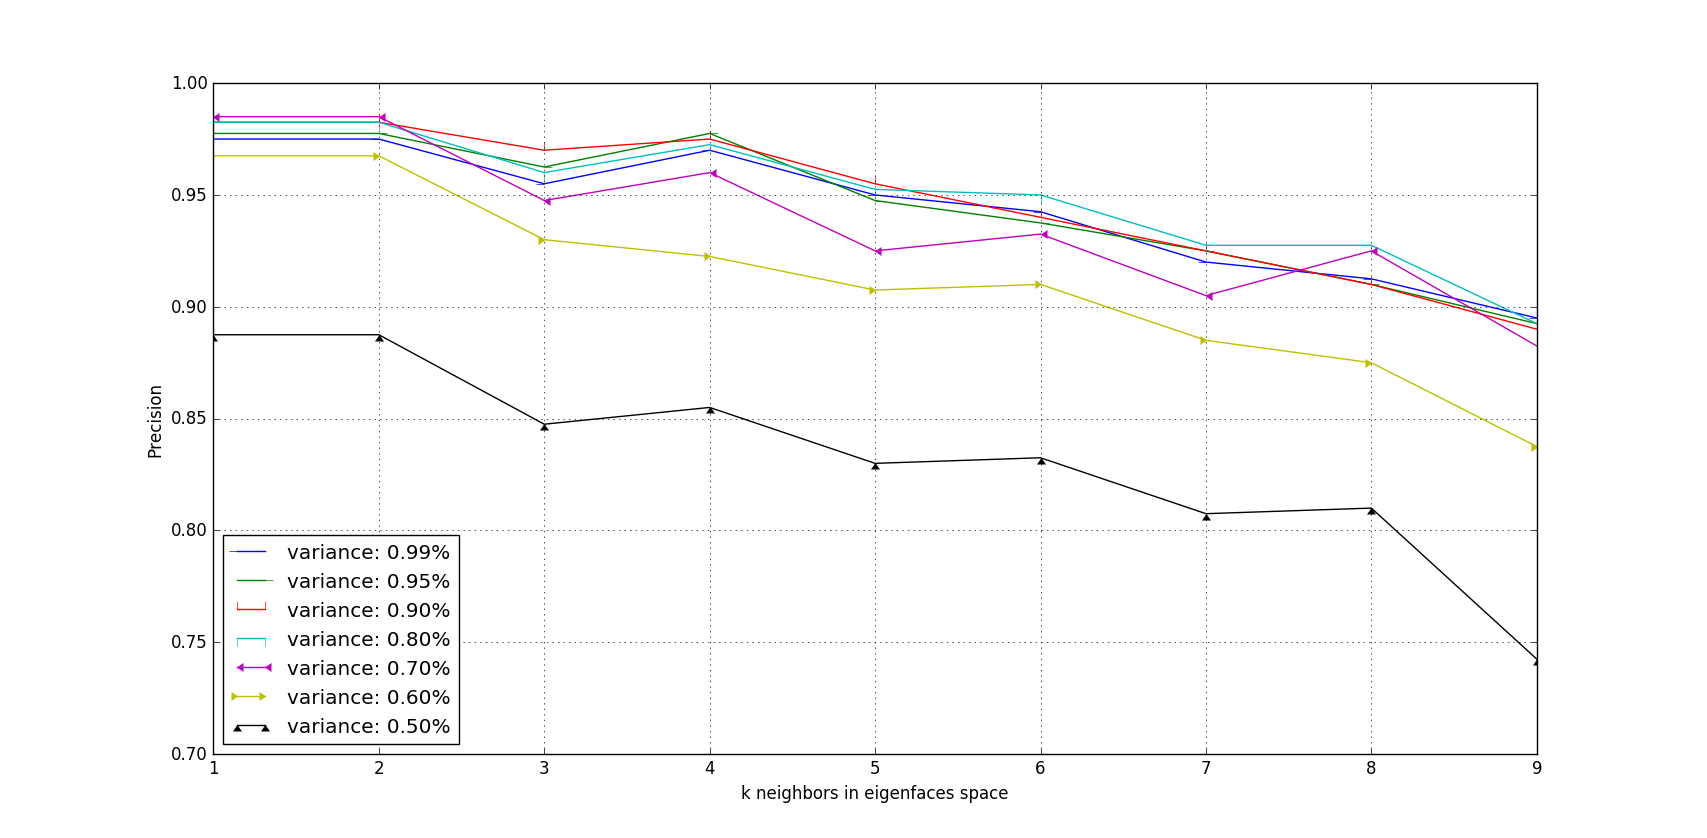 1.00
0.95
0.90
0.85
0.80
0.75
0.70
Precision
variance: 0.99%
variance: 0.95%
variance: 0.90%
variance: 0.80%
variance: 0.70%
variance: 0.60%
variance: 0.50%
1 2 3 4 5 6 7 8 9
k neighbors in eigenfaces space